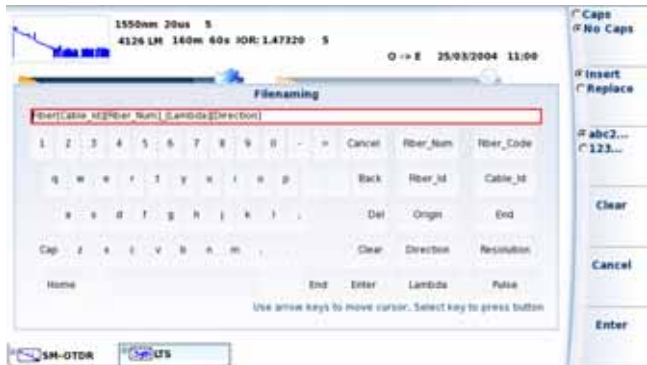 1550nm 20us 5
4126 LM 160m 60s IOR: 1.47320 5
O -> E 25/03/2004 11:00
Filenaming
Fiber[Cable_Id][Fiber_Num]_[Lambda][Direction]
1 2 3 4 5 6 7 8 9 0 - = Cancel Fiber_Num Fiber_Code
q w e r t y u i o p Back Fiber_Id Cable_Id
a s d f g h j k l ; Del Origin End
Cap z x c v b n m , . Clear Direction Resolution
Home End Enter Lambda Pulse
Use arrow keys to move cursor. Select key to press button
Caps
No Caps
Insert
Replace
abc2...
123...
Clear
Cancel
Enter
SM-OTDR
LTS